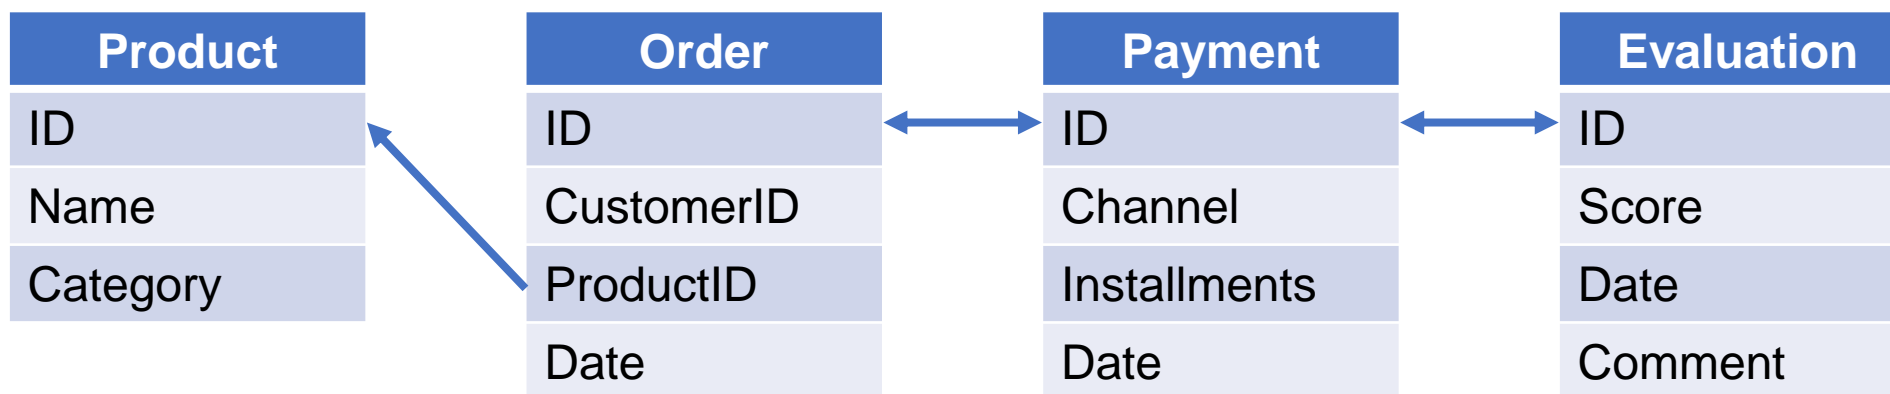 Product
ID
Name
Category
Order
ID
CustomerID
ProductID
Date
Payment
ID
Channel
Installments
Date
Evaluation
ID
Score
Date
Comment